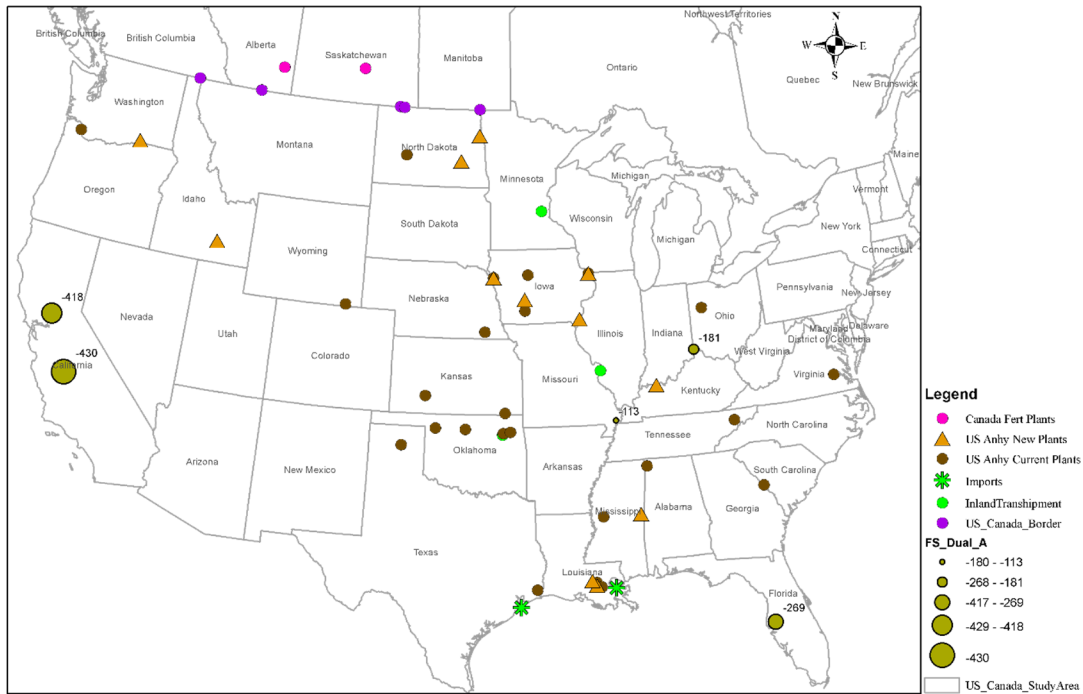 Northwest Territories
N
W E
S
British Columbia
British Columbia
Alberta
Saskatchewan
Manitoba
Ontario
Quebec
New Brunswick
Washington
Montana
North Dakota
Minnesota
Michigan
Maine
Vermont
Oregon
Idaho
South Dakota
Wisconsin
Michigan
New York
Connecticut
Wyoming
Iowa
Nebraska
Pennsylvania
New Jersey
-418
Nevada
Utah
Illinois
Indiana
Ohio
-181
Maryland
Delaware
District of Columbia
West Virginia
-430
California
Colorado
Kansas
Missouri
Kentucky
Virginia
-113
Tennessee
North Carolina
Arizona
New Mexico
Oklahoma
Arkansas
South Carolina
Mississippi
Alabama
Georgia
Texas
Louisiana
Florida
-269
Legend
Canada Fert Plants
US Anhy New Plants
US Anhy Current Plants
Imports
InlandTranshipment
US_Canada_Border
FS_Dual_A
-180 - -113
-268 - -181
-417 - -269
-429 - -418
-430
US_Canada_StudyArea